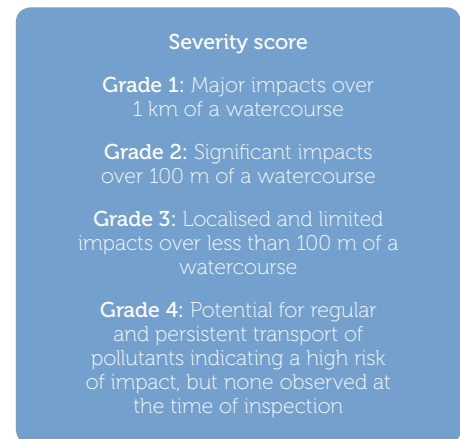 Severity score
Grade 1: Major impacts over
1 km of a watercourse
Grade 2: Significant impacts
over 100 m of a watercourse
Grade 3: Localised and limited
impacts over less than 100 m of a
watercourse
Grade 4: Potential for regular
and persistent transport of
pollutants indicating a high risk
of impact, but none observed at
the time of inspection